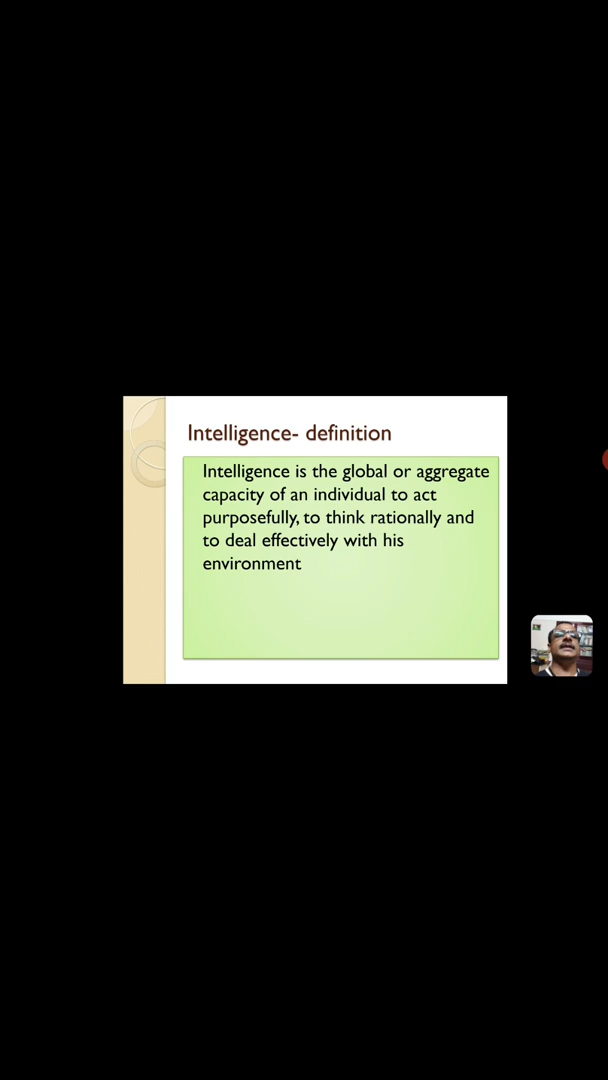 Intelligence- definition
Intelligence is the global or aggregate
capacity of an individual to act
purposefully, to think rationally and
to deal effectively with his
environment